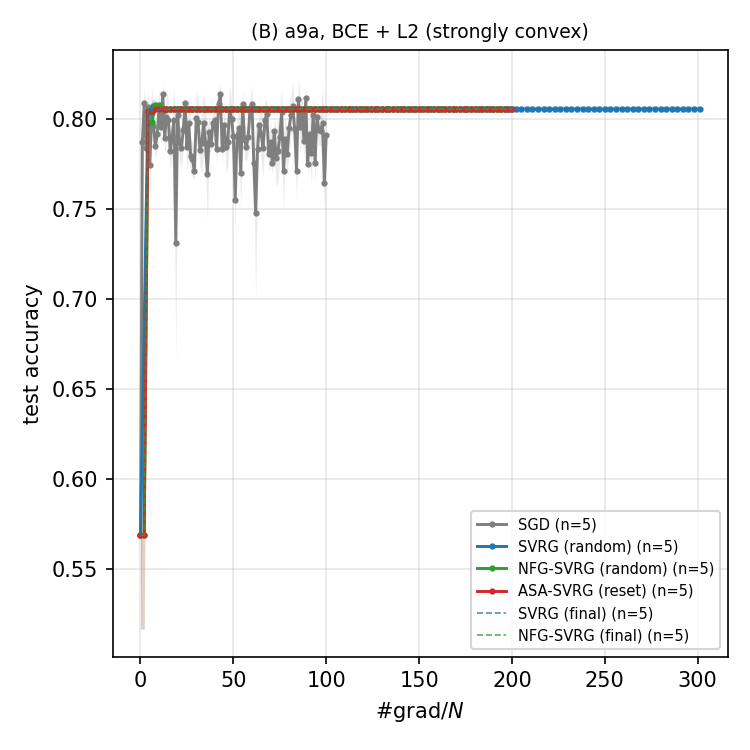 (B) a9a, BCE + L2 (strongly convex)
test accuracy
0.80
0.75
0.70
0.65
0.60
0.55
0 50 100 150 200 250 300
#grad/N
SGD (n=5)
SVRG (random) (n=5)
NFG-SVRG (random) (n=5)
ASA-SVRG (reset) (n=5)
SVRG (final) (n=5)
NFG-SVRG (final) (n=5)